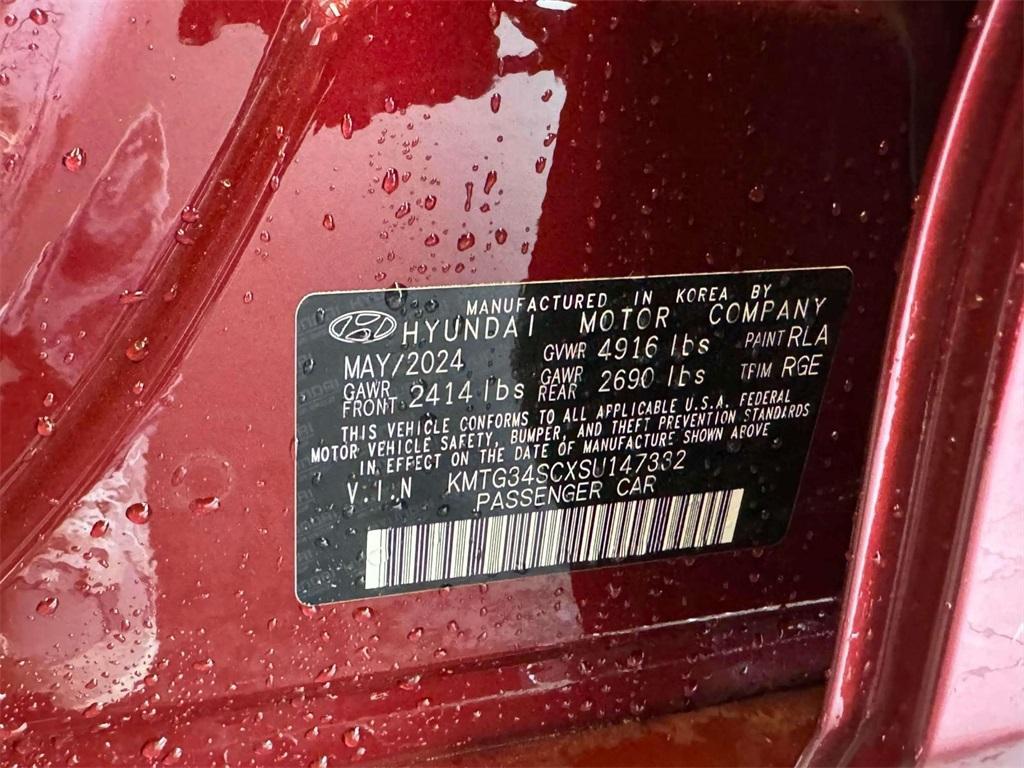 MANUFACTURED IN KOREA BY
HYUNDAI MOTOR COMPANY
MAY/2024 GVWR 4916 lbs PAINT RLA
GAWR FRONT 2414 lbs GAWR REAR 2690 lbs TRIM RGE
THIS VEHICLE CONFORMS TO ALL APPLICABLE U.S.A. FEDERAL
MOTOR VEHICLE SAFETY, BUMPER, AND THEFT PREVENTION STANDARDS
IN EFFECT ON THE DATE OF MANUFACTURE SHOWN ABOVE
V.I.N KMTG34SCXSU147332
PASSENGER CAR